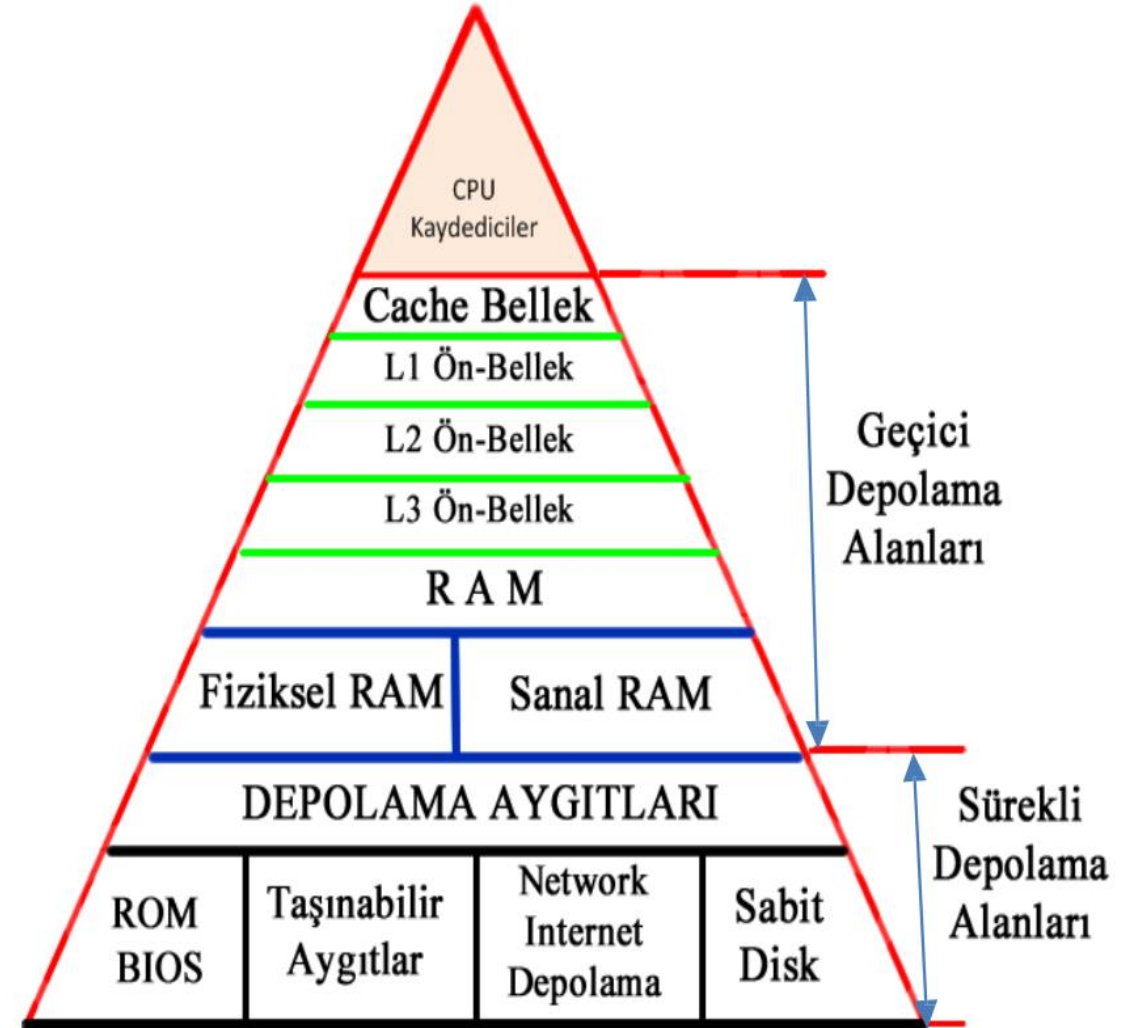 CPU
Kaydediciler
Cache Bellek
L1 Ön-Bellek
L2 Ön-Bellek
L3 Ön-Bellek
R A M
Fiziksel RAM
Sanal RAM
DEPOLAMA AYGITLARI
ROM
BIOS
Taşınabilir
Aygıtlar
Network
Internet
Depolama
Sabit
Disk
Geçici
Depolama
Alanları
Sürekli
Depolama
Alanları